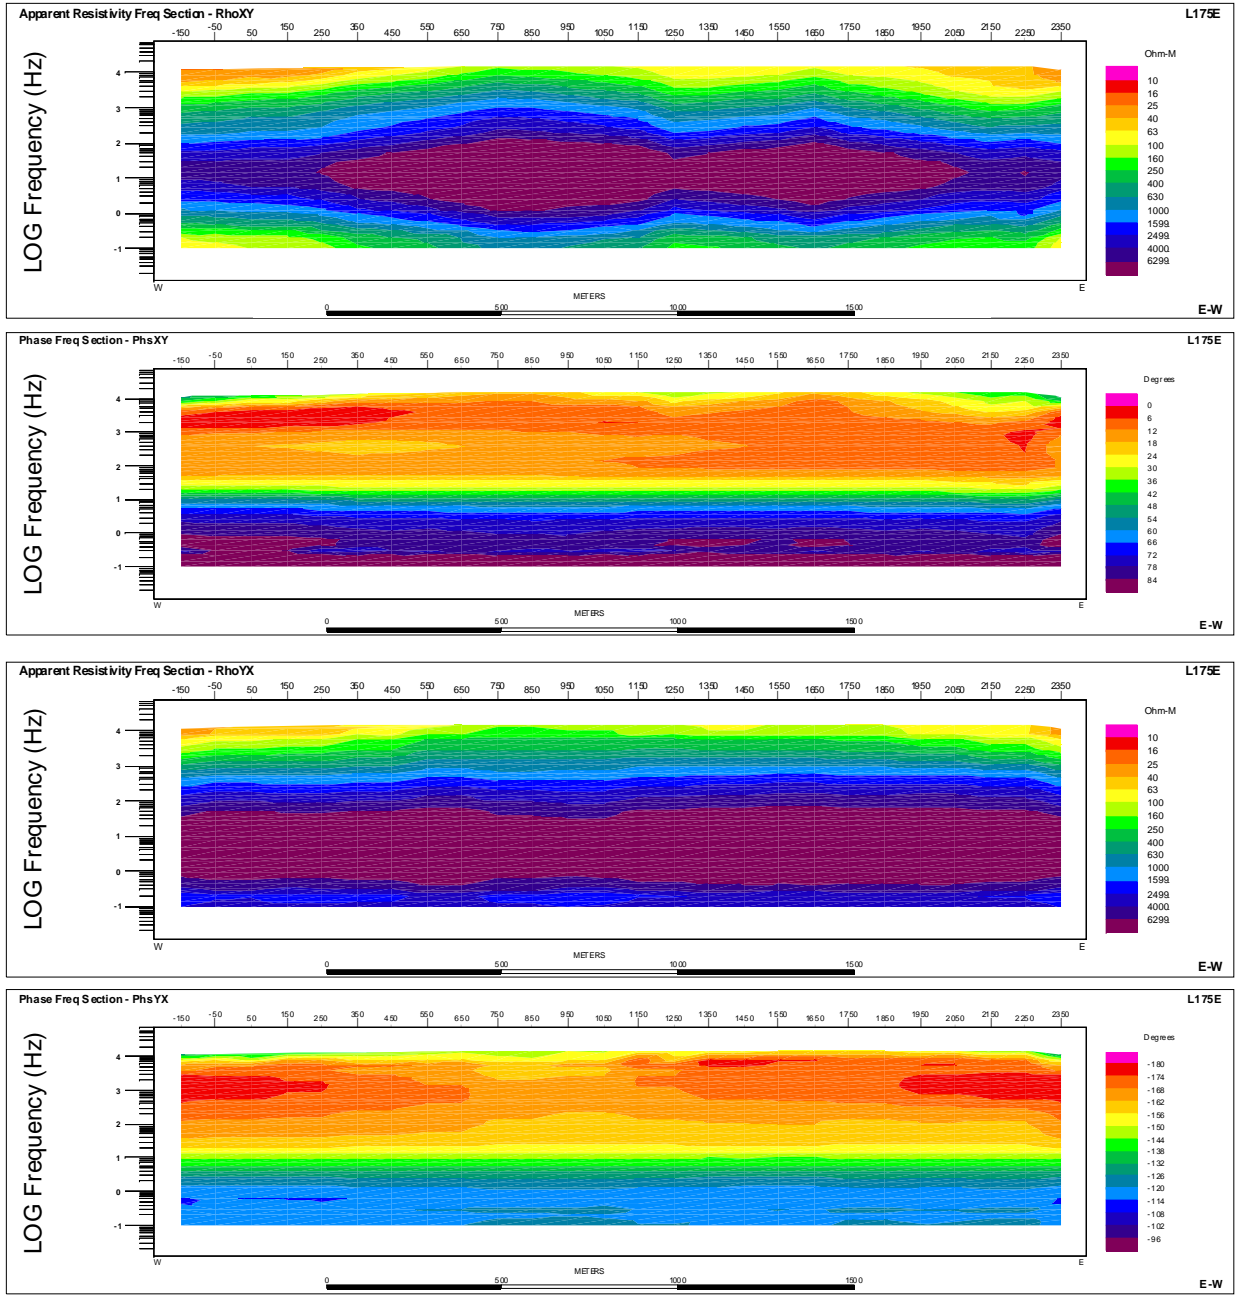 Apparent Resistivity Freq Section - RhoXY L175E
-150 -50 50 150 250 350 450 550 650 750 850 950 1050 1150 1250 1350 1450 1550 1650 1750 1850 1950 2050 2150 2250 2350
LOG Frequency (Hz)
4
3
2
1
0
-1
Ohm-M
10
16
25
40
63
100
160
250
400
630
1000
1599.
2499.
4000.
6299.
W E
METERS
0 500 1000 1500
E-W
Phase Freq Section - PhsXY L175E
-150 -50 50 150 250 350 450 550 650 750 850 950 1050 1150 1250 1350 1450 1550 1650 1750 1850 1950 2050 2150 2250 2350
LOG Frequency (Hz)
4
3
2
1
0
-1
Degrees
0
6
12
18
24
30
36
42
48
54
60
66
72
78
84
W E
METERS
0 500 1000 1500
E-W
Apparent Resistivity Freq Section - RhoYX L175E
-150 -50 50 150 250 350 450 550 650 750 850 950 1050 1150 1250 1350 1450 1550 1650 1750 1850 1950 2050 2150 2250 2350
LOG Frequency (Hz)
4
3
2
1
0
-1
Ohm-M
10
16
25
40
63
100
160
250
400
630
1000
1599.
2499.
4000.
6299.
W E
METERS
0 500 1000 1500
E-W
Phase Freq Section - PhsYX L175E
-150 -50 50 150 250 350 450 550 650 750 850 950 1050 1150 1250 1350 1450 1550 1650 1750 1850 1950 2050 2150 2250 2350
LOG Frequency (Hz)
4
3
2
1
0
-1
Degrees
-180
-174
-168
-162
-156
-150
-144
-138
-132
-126
-120
-114
-108
-102
-96
W E
METERS
0 500 1000 1500
E-W